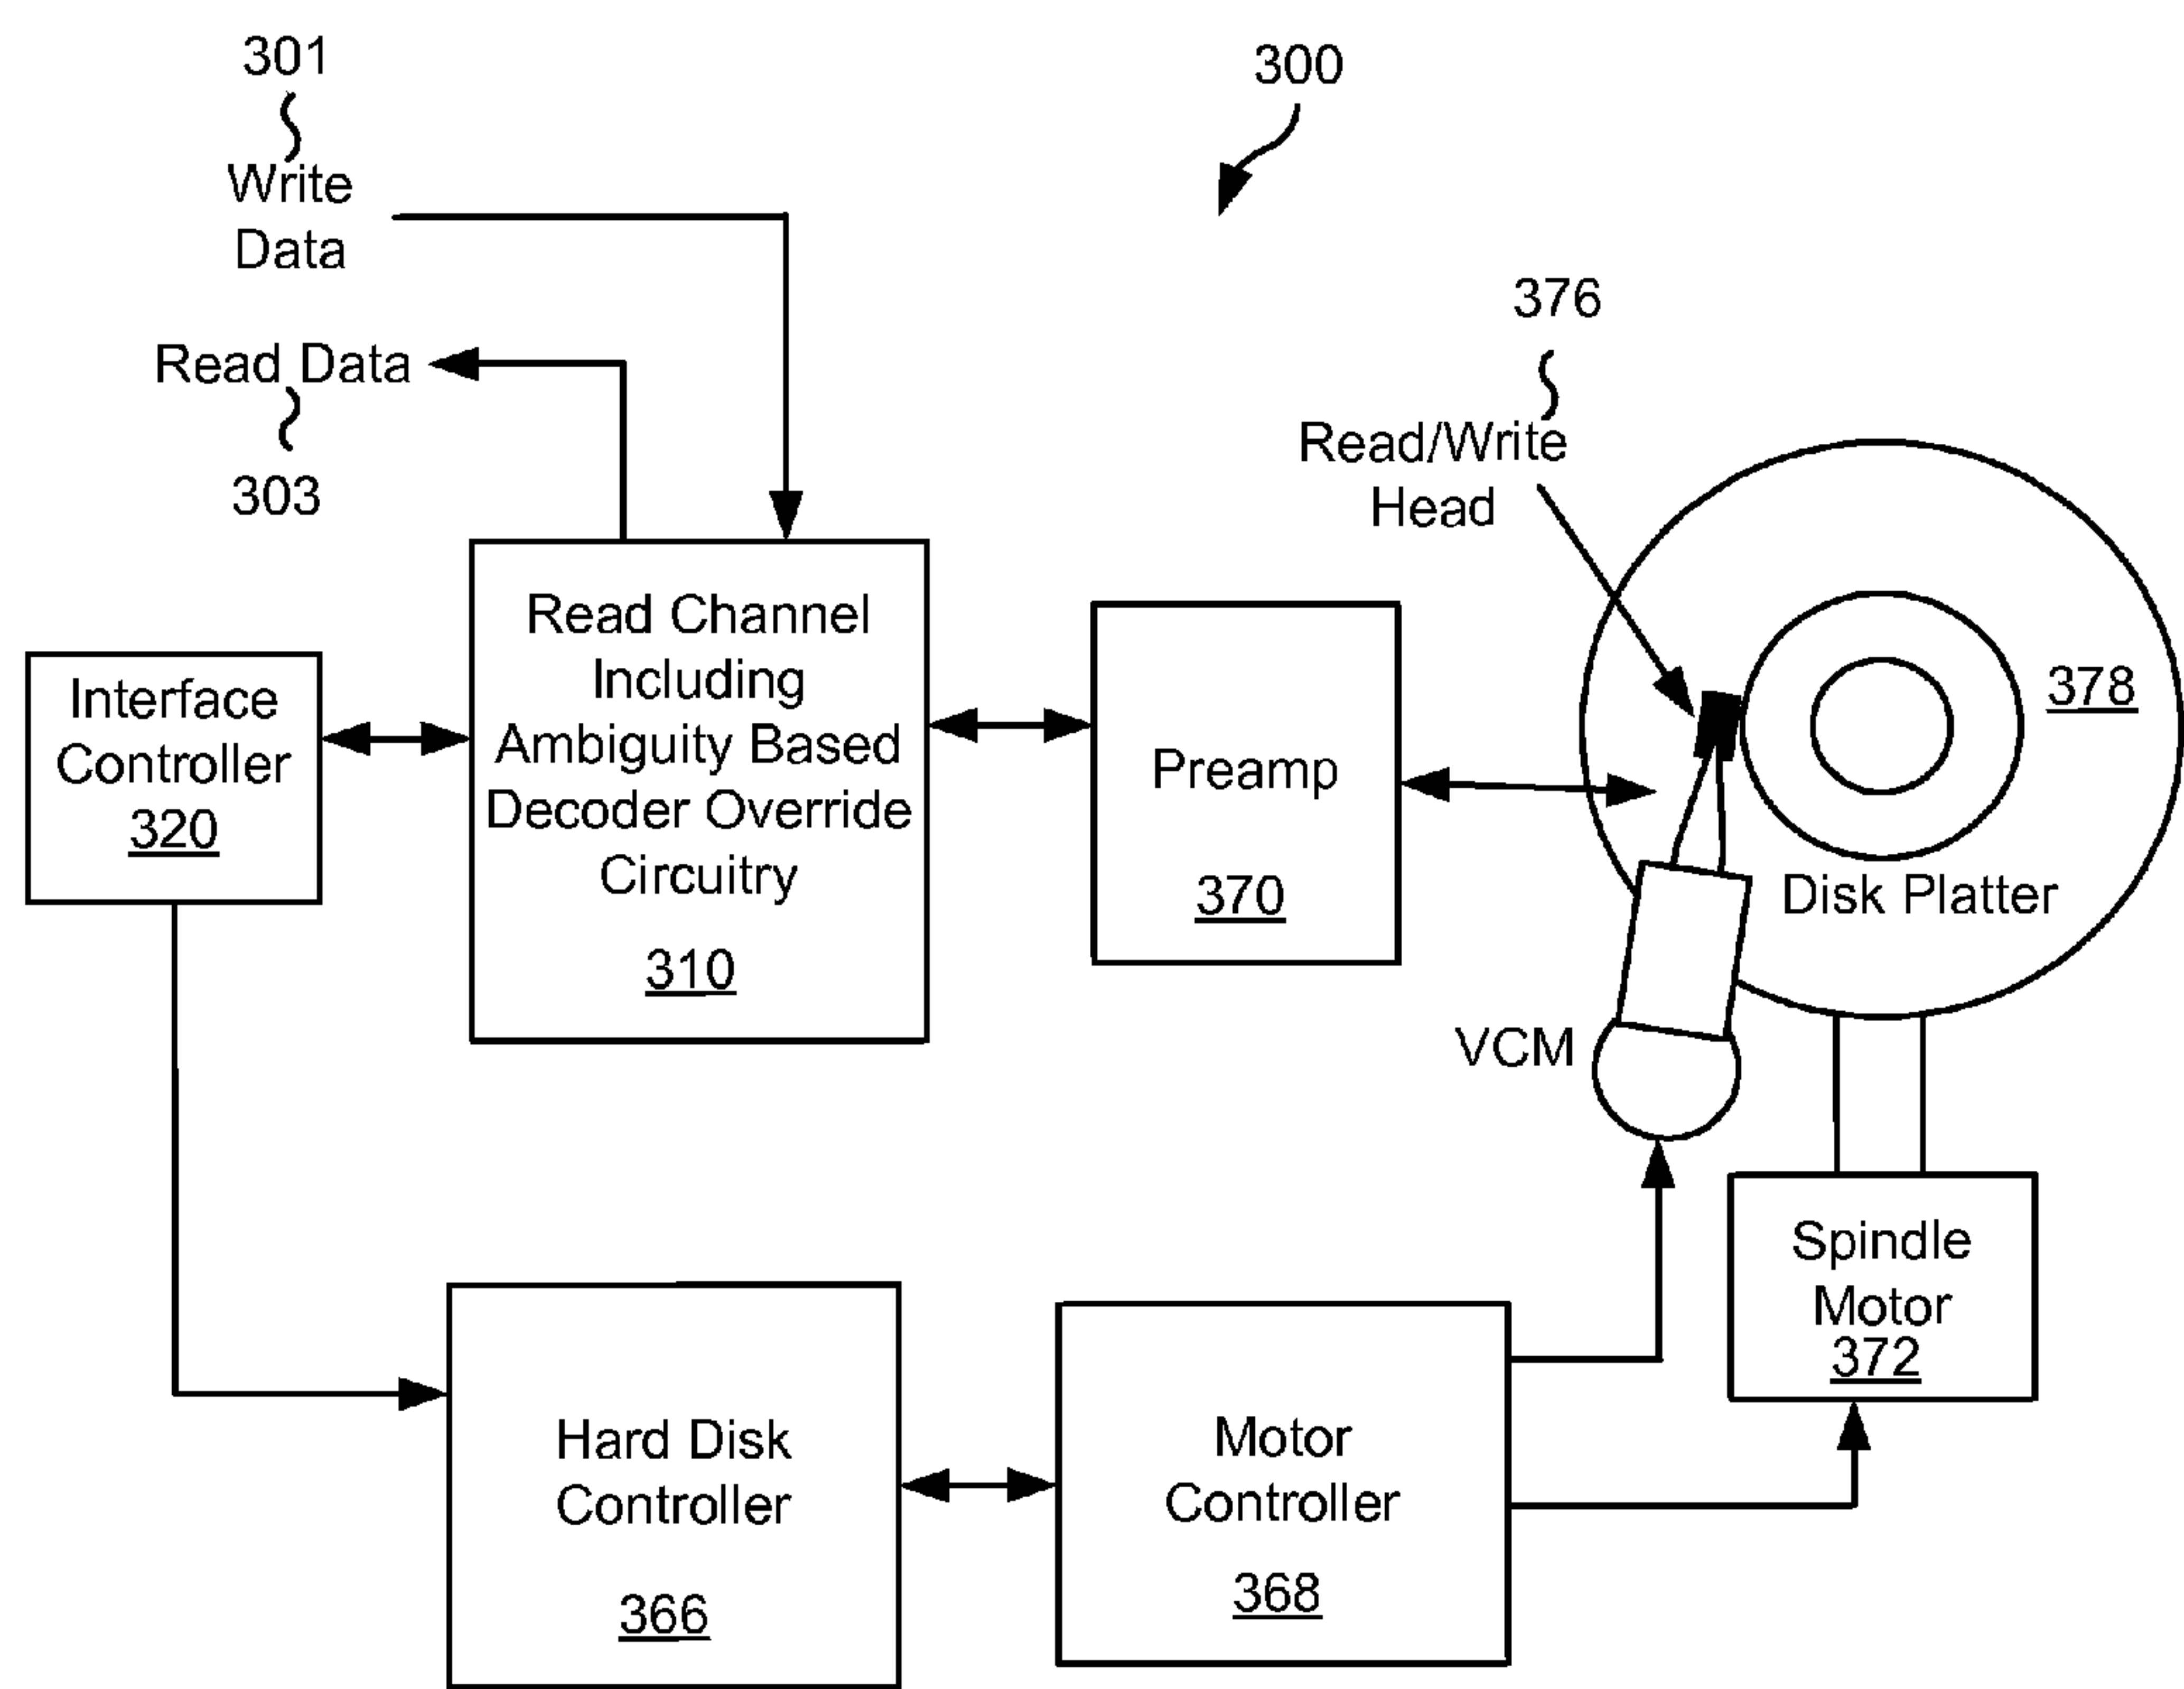 301
Write
Data
300
Read Data
303
376
Read/Write
Head
Read Channel
Including
Ambiguity Based
Decoder Override
Circuitry
310
Interface
Controller
320
Preamp
370
378
Disk Platter
VCM
Spindle
Motor
372
Hard Disk
Controller
366
Motor
Controller
368